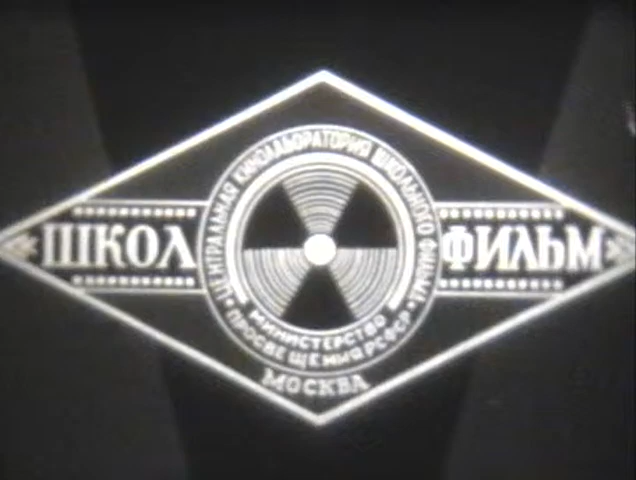 ЦЕНТРАЛЬНАЯ КИНОЛАБОРАТОРИЯ ШКОЛЬНОГО ФИЛЬМА
ШКОЛ ФИЛЬМ
МИНИСТЕРСТВО
ПРОСВЕЩЕНИЯ РСФСР
МОСКВА